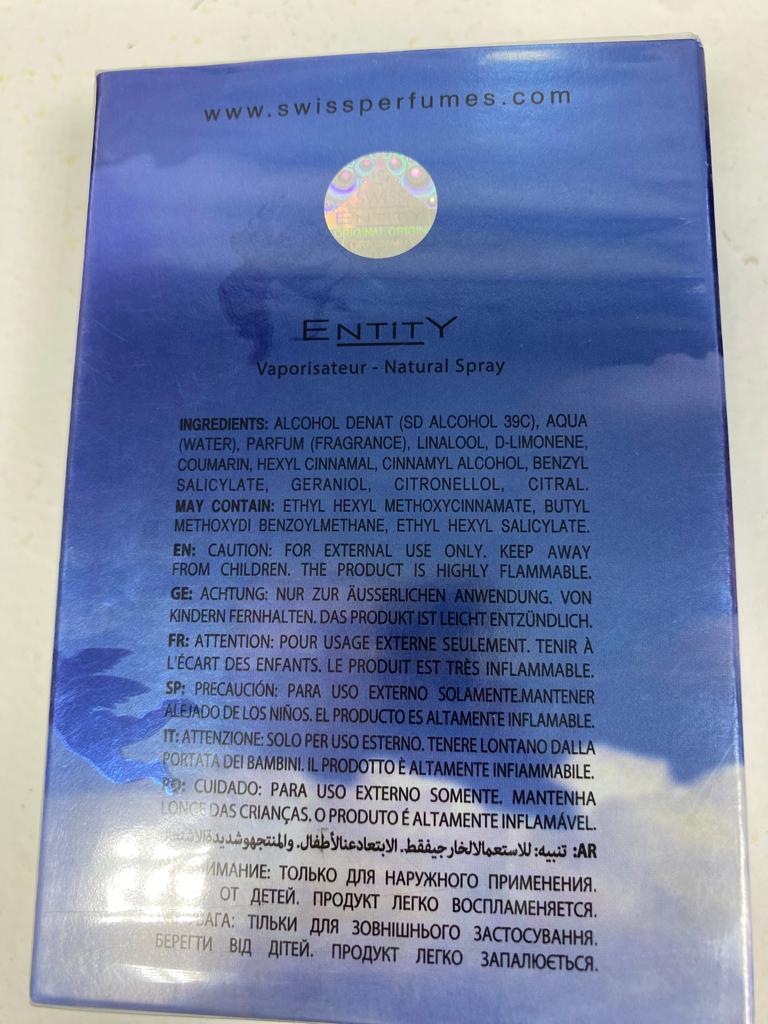 www.swissperfumes.com
ENTITY
ORIGINAL ORIGIN
ORIGINAL
ENTITY
Vaporisateur - Natural Spray
INGREDIENTS: ALCOHOL DENAT (SD ALCOHOL 39C), AQUA
(WATER), PARFUM (FRAGRANCE), LINALOOL, D-LIMONENE,
COUMARIN, HEXYL CINNAMAL, CINNAMYL ALCOHOL, BENZYL
SALICYLATE, GERANIOL, CITRONELLOL, CITRAL.
MAY CONTAIN: ETHYL HEXYL METHOXYCINNAMATE, BUTYL
METHOXYDI BENZOYLMETHANE, ETHYL HEXYL SALICYLATE.
EN: CAUTION: FOR EXTERNAL USE ONLY. KEEP AWAY
FROM CHILDREN. THE PRODUCT IS HIGHLY FLAMMABLE.
GE: ACHTUNG: NUR ZUR ÄUSSERLICHEN ANWENDUNG. VON
KINDERN FERNHALTEN. DAS PRODUKT IST LEICHT ENTZÜNDLICH.
FR: ATTENTION: POUR USAGE EXTERNE SEULEMENT. TENIR À
L'ÉCART DES ENFANTS. LE PRODUIT EST TRÈS INFLAMMABLE.
SP: PRECAUCIÓN: PARA USO EXTERNO SOLAMENTE.MANTENER
ALEJADO DE LOS NIÑOS. EL PRODUCTO ES ALTAMENTE INFLAMABLE.
IT: ATTENZIONE: SOLO PER USO ESTERNO. TENERE LONTANO DALLA
PORTATA DEI BAMBINI. IL PRODOTTO È ALTAMENTE INFIAMMABILE.
PO: CUIDADO: PARA USO EXTERNO SOMENTE. MANTENHA
LONGE DAS CRIANÇAS. O PRODUTO É ALTAMENTE INFLAMÁVEL.
AR: تنبيه: للاستعمالالخارجيفقط. الابتعادعنالأطفال. والمنتجهوشديدةالاشتعال
ВНИМАНИЕ: ТОЛЬКО ДЛЯ НАРУЖНОГО ПРИМЕНЕНИЯ.
ОТ ДЕТЕЙ. ПРОДУКТ ЛЕГКО ВОСПЛАМЕНЯЕТСЯ.
УВАГА: ТІЛЬКИ ДЛЯ ЗОВНІШНЬОГО ЗАСТОСУВАННЯ.
БЕРЕГТИ ВІД ДІТЕЙ. ПРОДУКТ ЛЕГКО ЗАПАЛЮЄТЬСЯ.